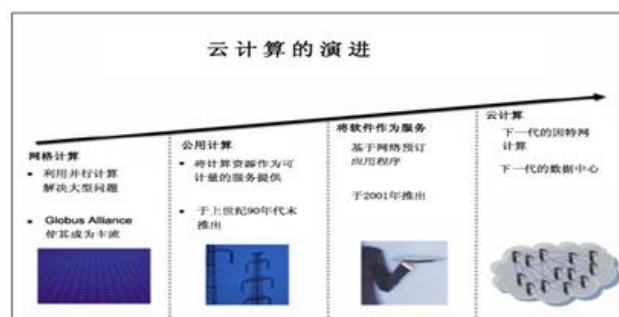 云计算的演进
网格计算
利用并行计算
解决大型问题
Globus Alliance
使其成为主流
公用计算
将计算资源作为可
计量的服务提供
于上世纪90年代末
推出
将软件作为服务
基于网络预订
应用程序
于2001年推出
云计算
下一代的因特网
计算
下一代的数据中心